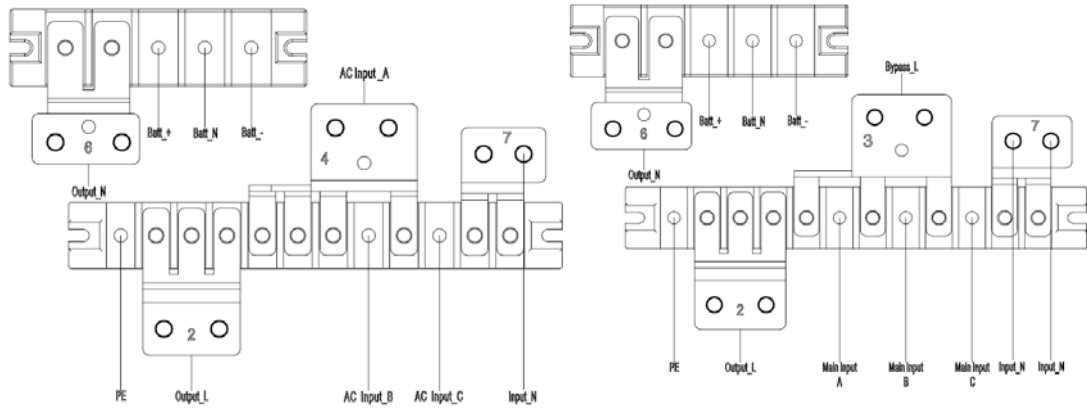 AC Input_A
Batt_+
Batt_N
Batt_-
6
Output_N
4
7
2
PE
Output_L
AC Input_B
AC Input_C
Input_N
Bypass_L
Batt_+
Batt_N
Batt_-
6
Output_N
3
7
2
PE
Output_L
Main Input
A
Main Input
B
Main Input
C
Input_N
Input_N